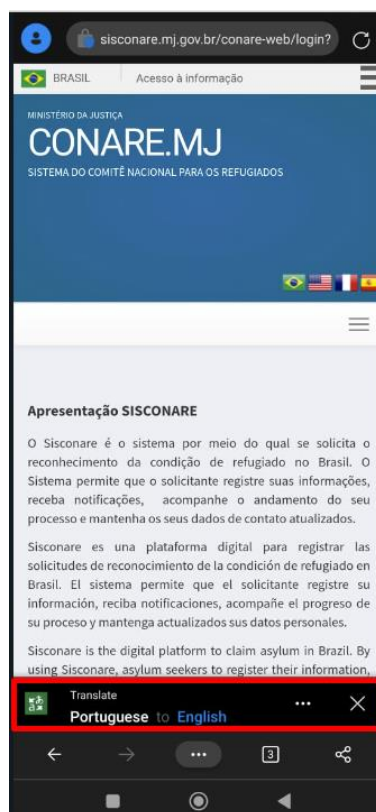 sisconare.mj.gov.br/conare-web/login?
BRASIL Acesso à informação
MINISTÉRIO DA JUSTIÇA
CONARE.MJ
SISTEMA DO COMITÊ NACIONAL PARA OS REFUGIADOS
Apresentação SISCONARE
O Sisconare é o sistema por meio do qual se solicita o
reconhecimento da condição de refugiado no Brasil. O
Sistema permite que o solicitante registre suas informações,
receba notificações, acompanhe o andamento do seu
processo e mantenha os seus dados de contato atualizados.
Sisconare es una plataforma digital para registrar las
solicitudes de reconocimiento de la condición de refugiado en
Brasil. El sistema permite que el solicitante registre su
información, reciba notificaciones, acompañe el progreso de
su proceso y mantenga actualizados sus datos personales.
Sisconare is the digital platform to claim asylum in Brazil. By
using Sisconare, asylum seekers to register their information,
Translate
Portuguese to English
3